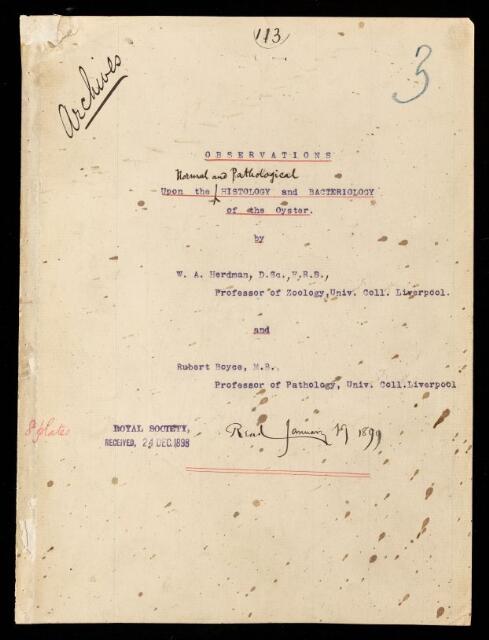 113
3
Archives
OBSERVATIONS
Normal and Pathological
Upon the HISTOLOGY and BACTERIOLOGY
of the Oyster.
by
W. A. Herdman, D.Sc.,F.R.S.,
Professor of Zoology,Univ. Coll. Liverpool.
and
Rubert Boyce, M.B.
Professor of Pathology, Univ. Coll.Liverpool
8 plates
ROYAL SOCIETY,
RECEIVED, 24 DEC.1898
Read January 19 1899